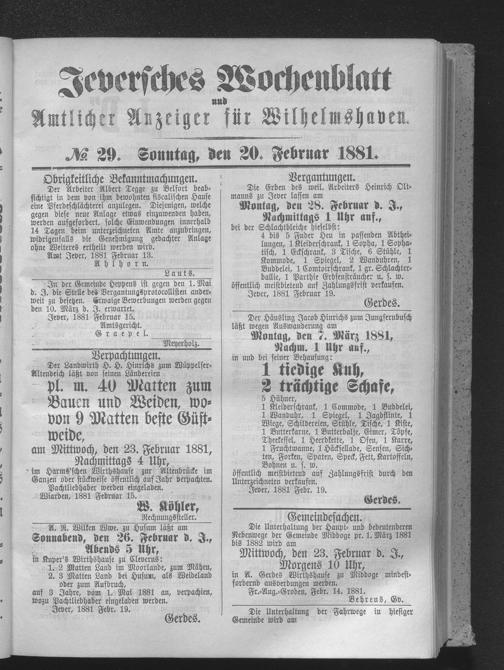 Jeversches Wochenblatt
und
Amtlicher Anzeiger für Wilhelmshaven.
№ 29. Sonntag, den 20. Februar 1881.
Obrigkeitliche Bekanntmachungen.
Der Arbeiter Albert Tegge zu Belfort beab-
sichtigt in dem von ihm bewohnten fiscalischen Hause
eine Pferdeschlachterei anzulegen. Diejenigen, welche
gegen diese neue Anlage etwas einzuwenden haben,
werden aufgefordert, solche Einwendungen innerhalb
14 Tagen beim unterzeichneten Amte anzubringen,
widrigenfalls die Genehmigung gedachter Anlage
ohne Weiteres ertheilt werden wird.
Amt Jever, 1881 Februar 13.
Ahlhorn.
Lauts.
In der Gemeinde Heppens ist gegen den 1. Mai
d. J. die Stelle des Vergantungsprotocollisten ander-
weit zu besetzen. Etwaige Bewerbungen werden gegen
den 10. März d. J. erwartet.
Jever, 1881 Februar 15.
Amtsgericht.
Graepel.
Meyerholz.
Verpachtungen.
Der Landwirth H. H. Hinrichs zum Wüppelser-
Altendeich läßt von seinen Ländereien
pl. m. 40 Matten zum
Bauen und Weiden, wo-
von 9 Matten beste Güst-
weide,
am Mittwoch, den 23. Februar 1881,
Nachmittags 4 Uhr,
im Harms'schen Wirthshause zur Altenbrücke im
Ganzen oder stückweise öffentlich auf Jahr verpachten.
Pachtliebhaber werden eingeladen.
Wiarden, 1881 Februar 15.
W. Köhler,
Rechnungssteller.
A. R. Wilken Wwe. zu Husum läßt am
Sonnabend, den 26. Februar d. J.,
Abends 5 Uhr,
in Kuper's Wirthshause zu Cleverns:
1. 2 Matten Land im Moorlande, zum Mähen,
2. 3 Matten Land bei Husum, als Weideland
oder zum Aufbruch,
auf 3 Jahre, vom 1. Mai 1881 an, verpachten,
wozu Pachtliebhaber eingeladen werden.
Jever, 1881 Febr. 19.
Gerdes.
Vergantungen.
Die Erben des weil. Arbeiters Heinrich Olt-
manns zu Jever lassen am
Montag, den 28. Februar d. J.,
Nachmittags 1 Uhr auf.,
bei der Schlachtbleiche hieselbst:
4 bis 5 Fuder Heu in passenden Abthei-
lungen, 1 Kleiderschrank, 1 Sopha, 1 Sopha-
tisch, 1 Eckschrank, 3 Tische, 6 Stühle, 1
Kommode, 1 Spiegel, 2 Wanduhren, 1
Buddelei, 1 Comtoirschrank, 1 gr. Schlachter-
ballie, 1 Parthie Erbsensträucher u. s. w.
öffentlich meistbietend auf Zahlungsfrist verkaufen.
Jever, 1881 Februar 19.
Gerdes.
Der Häusling Jacob Hinrichs zum Jungfernbusch
läßt wegen Auswanderung am
Montag, den 7. März 1881,
Nachm. 1 Uhr auf.,
in und bei seiner Behausung:
1 tiedige Kuh,
2 trächtige Schafe,
5 Hühner,
1 Kleiderschrank, 1 Commode, 1 Buddelei,
1 Wanduhr, 1 Spiegel, 1 Jagdflinte, 1
Wiege, Schildereien, Stühle, Tische, 1 Kiste,
1 Butterkarne, 1 Butterbalje, Eimer, Töpfe,
Theekessel, 1 Heerdkette, 1 Ofen, 1 Karre,
1 Fruchtwanne, 1 Häckselade, Sensen, Sich-
ten, Forken, Spaten, Speck, Fett, Kartoffeln,
Bohnen u. s. w.
öffentlich meistbietend auf Zahlungsfrist durch den
Unterzeichneten verkaufen.
Jever, 1881 Febr. 19.
Gerdes.
Gemeindesachen.
Die Unterhaltung der Haupt- und bedeutenderen
Nebenwege der Gemeinde Middoge pr. 1. März 1881
bis 1882 wird am
Mittwoch, den 23. Februar d. J.,
Morgens 10 Uhr,
in A. Gerdes Wirthshause zu Middoge mindest-
fordernd ausverdungen werden.
Fr.-Aug.-Groden, Febr. 14. 1881.
Behrens, Gv.
Die Unterhaltung der Fahrwege in hiesiger
Gemeinde wird am